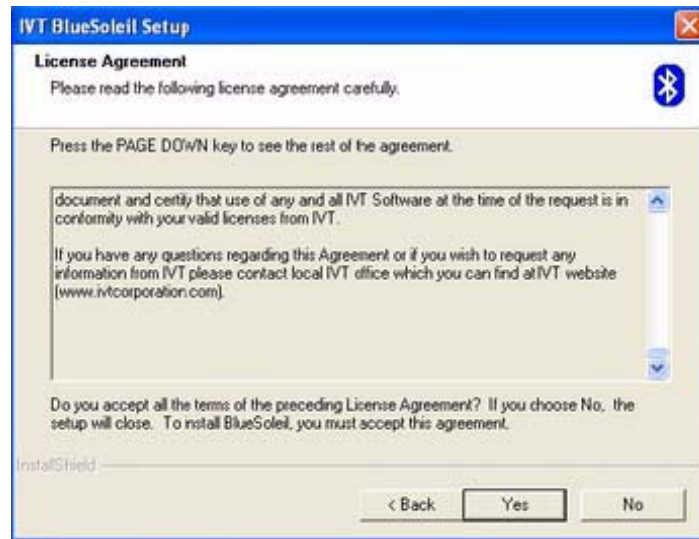 IVT BlueSoleil Setup
License Agreement
Please read the following license agreement carefully.
Press the PAGE DOWN key to see the rest of the agreement.
document and certify that use of any and all IVT Software at the time of the request is in
conformity with your valid licenses from IVT.
If you have any questions regarding this Agreement or if you wish to request any
information from IVT please contact local IVT office which you can find at IVT website
(www.ivtcorporation.com).
Do you accept all the terms of the preceding License Agreement? If you choose No, the
setup will close. To install BlueSoleil, you must accept this agreement.
InstallShield
< Back Yes No